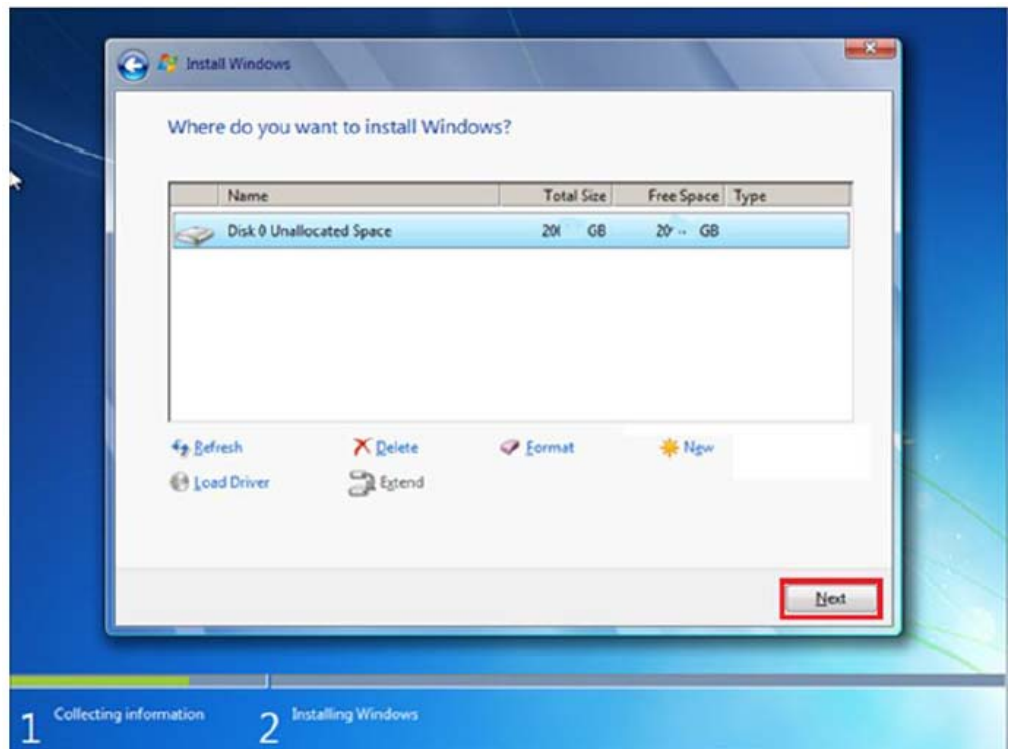 Install Windows
Where do you want to install Windows?
Name Total Size Free Space Type
Disk 0 Unallocated Space GB GB
Refresh Delete Format New
Load Driver Extend
Next
1 Collecting information 2 Installing Windows